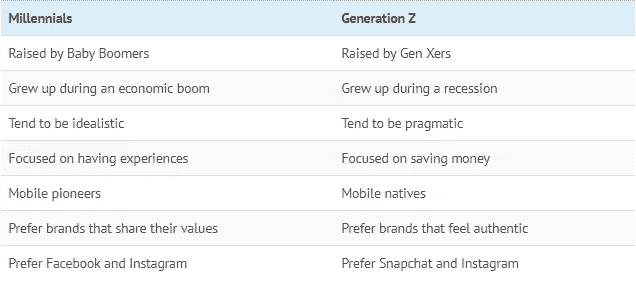 Millennials Generation Z
Raised by Baby Boomers Raised by Gen Xers
Grew up during an economic boom Grew up during a recession
Tend to be idealistic Tend to be pragmatic
Focused on having experiences Focused on saving money
Mobile pioneers Mobile natives
Prefer brands that share their values Prefer brands that feel authentic
Prefer Facebook and Instagram Prefer Snapchat and Instagram